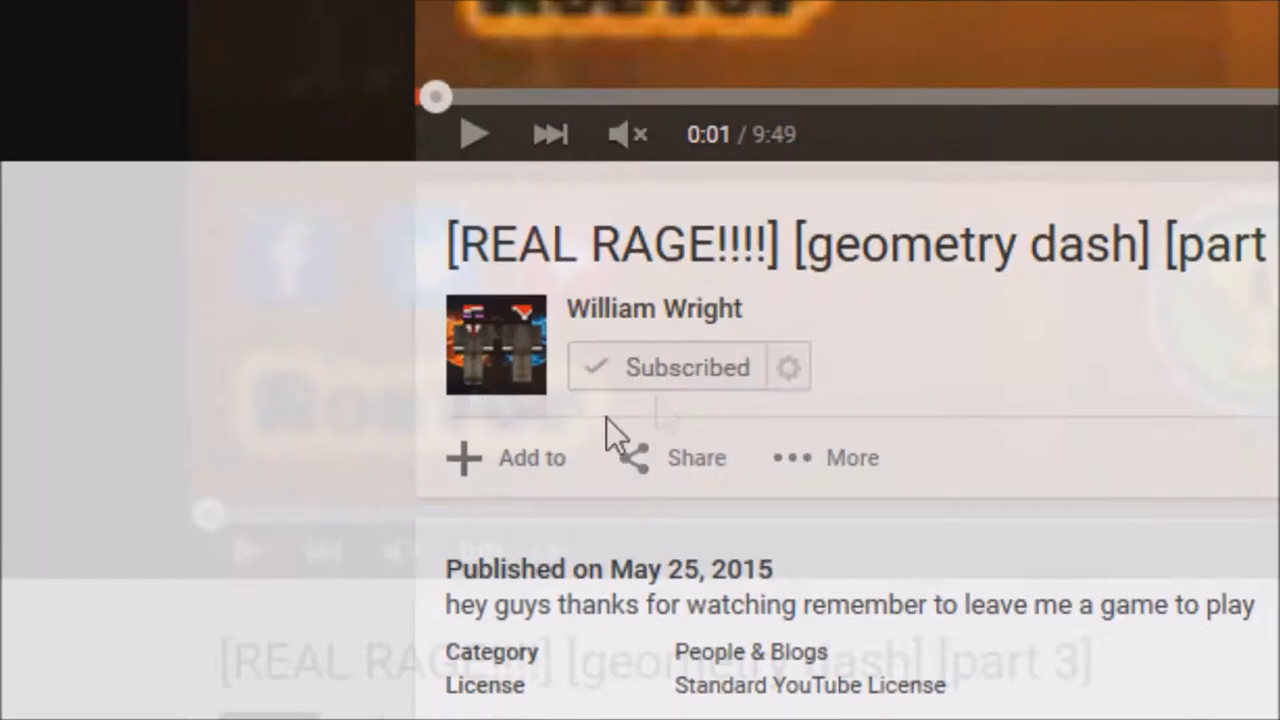 0:01 / 9:49
[REAL RAGE!!!!] [geometry dash] [part
William Wright
Subscribed
Add to
Share
More
Published on May 25, 2015
hey guys thanks for watching remember to leave me a game to play
Category People & Blogs
License Standard YouTube License
[REAL RAGE!!!!] [geometry dash] [part 3]